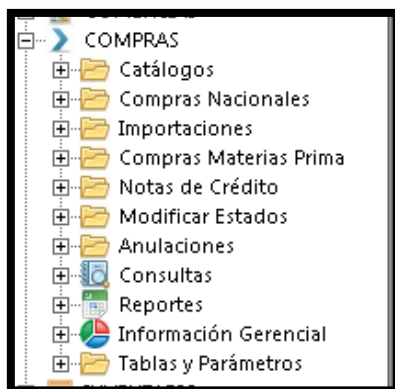 COMPRAS
Catálogos
Compras Nacionales
Importaciones
Compras Materias Prima
Notas de Crédito
Modificar Estados
Anulaciones
Consultas
Reportes
Información Gerencial
Tablas y Parámetros